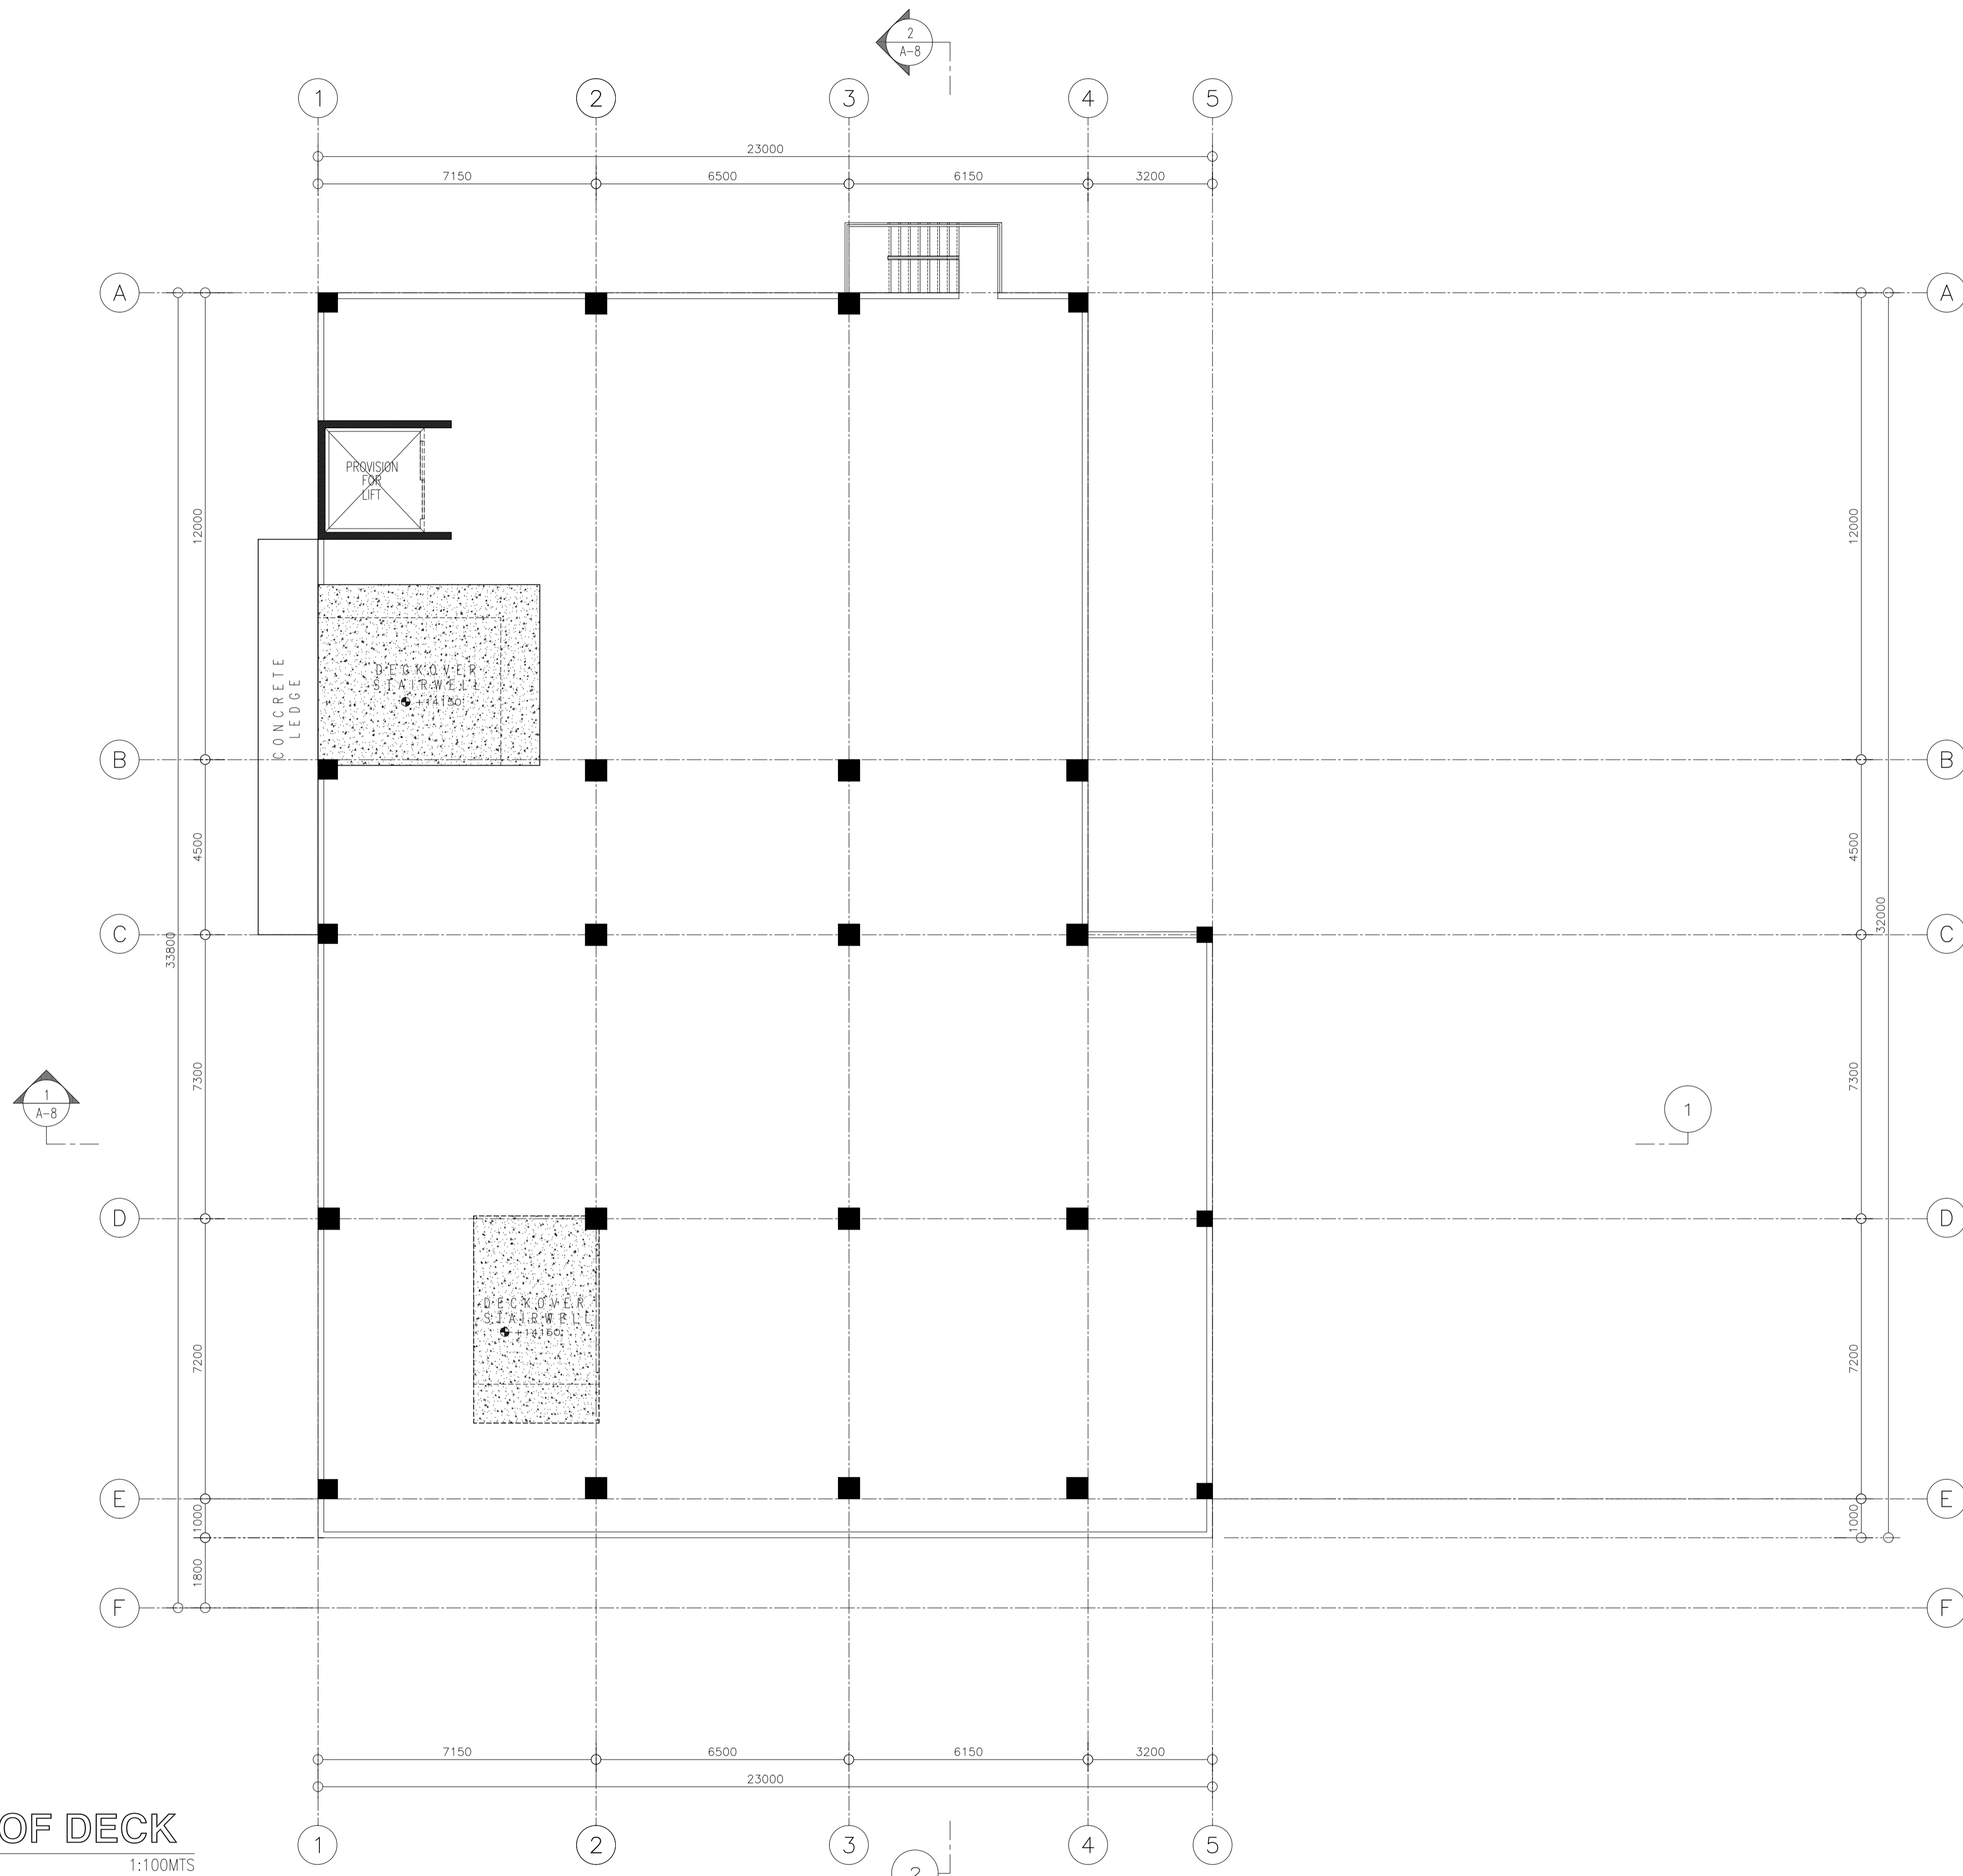 2
A-8
1
2
3
4
5
23000
7150
6500
6150
3200
A
A
PROVISION
FOR
LIFT
12000
12000
CONCRETE
LEDGE
DECKOVER
STAIRWELL
+14150
B
B
4500
4500
33800
32000
C
C
7300
7300
1
A-8
1
D
D
DECKOVER
STAIRWELL
+14150
7200
7200
E
E
1000
1000
1800
F
F
7150
6500
6150
3200
23000
OF DECK
1:100MTS
1
2
3
4
5
2